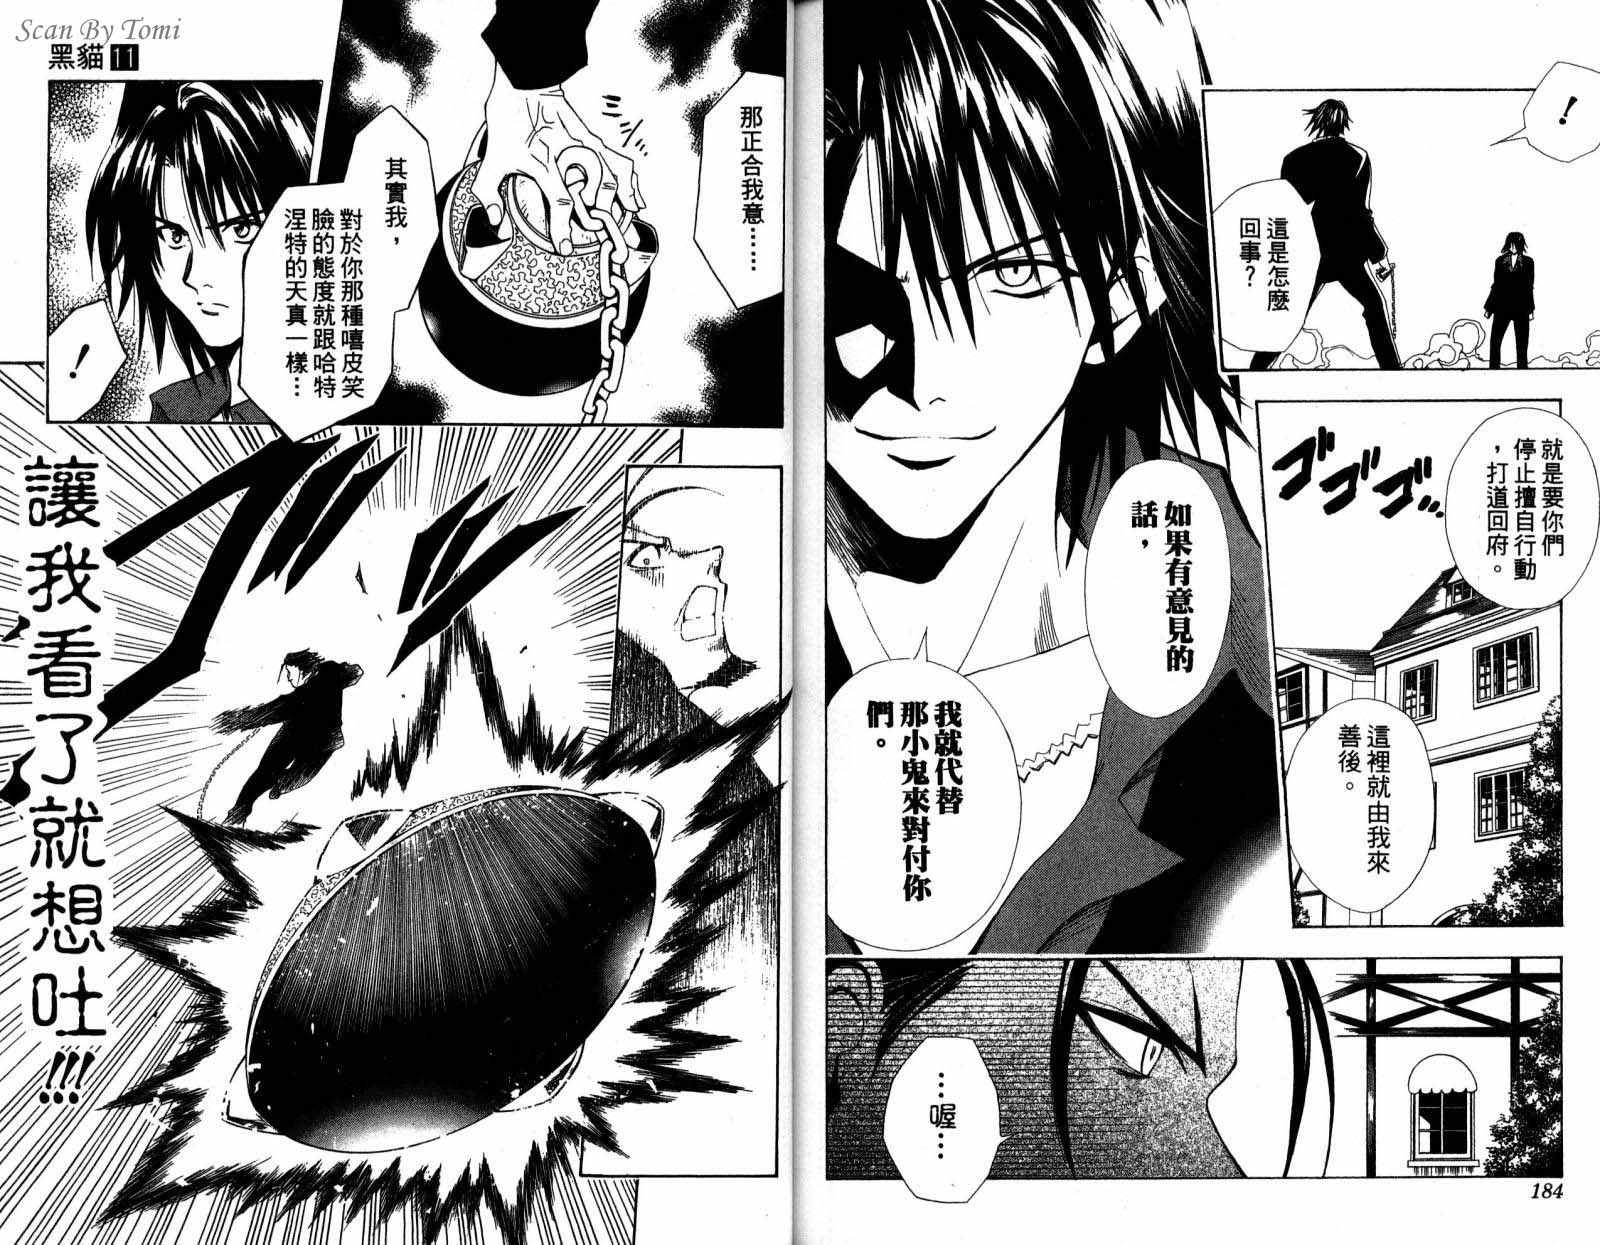 Scan By Tomi
黑貓11
！
這是怎麼
回事？
就是要你們
停止擅自行動
，打道回府。
ゴゴゴ…
這裡就由我來
善後。
如果有意見的
話，
我就代替
那小鬼來對付你
們。
…喔…
184
那正合我意……
其實我，
對於你那種嘻皮笑
臉的態度就跟哈特
涅特的天真一樣…
！
讓我看了就想吐!!!